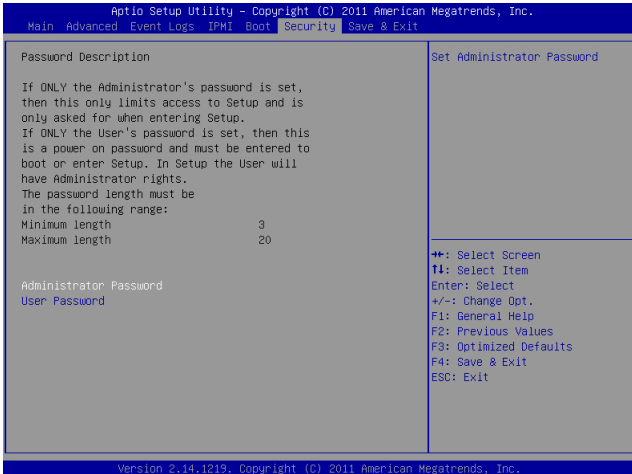 Aptio Setup Utility – Copyright (C) 2011 American Megatrends, Inc.
Main Advanced Event Logs IPMI Boot Security Save & Exit
Password Description
If ONLY the Administrator's password is set,
then this only limits access to Setup and is
only asked for when entering Setup.
If ONLY the User's password is set, then this
is a power on password and must be entered to
boot or enter Setup. In Setup the User will
have Administrator rights.
The password length must be
in the following range:
Minimum length 3
Maximum length 20
Administrator Password
User Password
Set Administrator Password
→←: Select Screen
↑↓: Select Item
Enter: Select
+/-: Change Opt.
F1: General Help
F2: Previous Values
F3: Optimized Defaults
F4: Save & Exit
ESC: Exit
Version 2.14.1219. Copyright (C) 2011 American Megatrends, Inc.